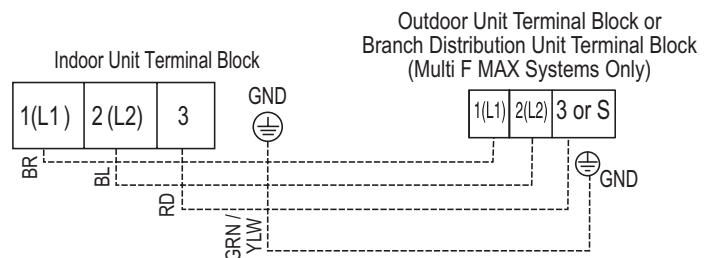 Outdoor Unit Terminal Block or
Branch Distribution Unit Terminal Block
(Multi F MAX Systems Only)
Indoor Unit Terminal Block
1(L1) 2(L2) 3
GND
1(L1) 2(L2) 3 or S
GND
BR
BL
RD
GRN /
YLW